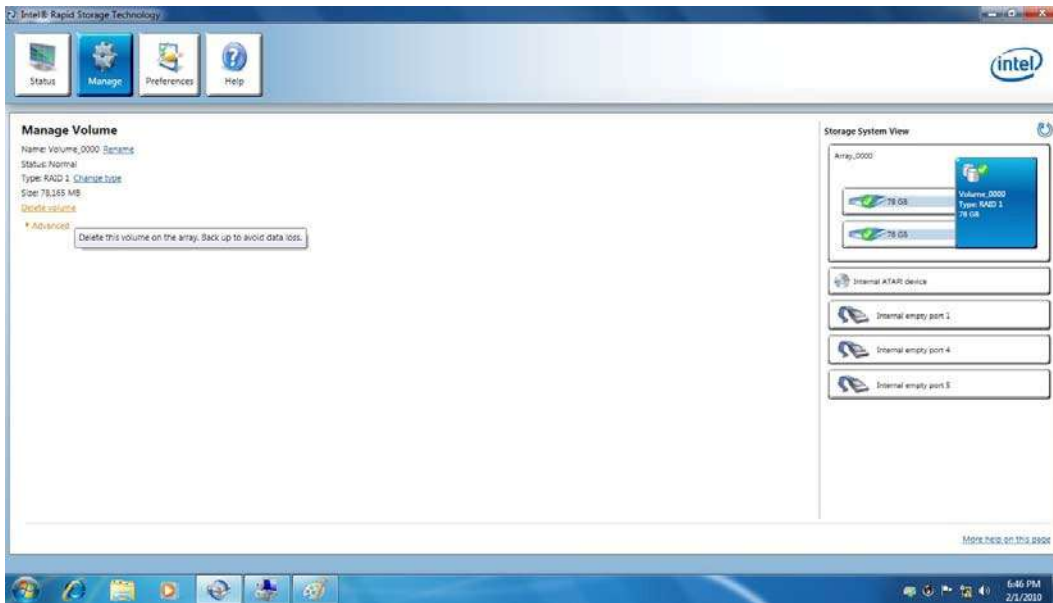 Intel® Rapid Storage Technology
Status
Manage
Preferences
Help
intel
Manage Volume
Name: Volume_0000 Rename
Status: Normal
Type: RAID 1 Change type
Size: 78,165 MB
Delete volume
Advanced
Delete this volume on the array. Back up to avoid data loss.
Storage System View
Array_0000
78 GB
78 GB
Volume_0000
Type: RAID 1
78 GB
Internal ATAPI device
Internal empty port 1
Internal empty port 4
Internal empty port 5
More help on this page
6:46 PM
2/1/2010